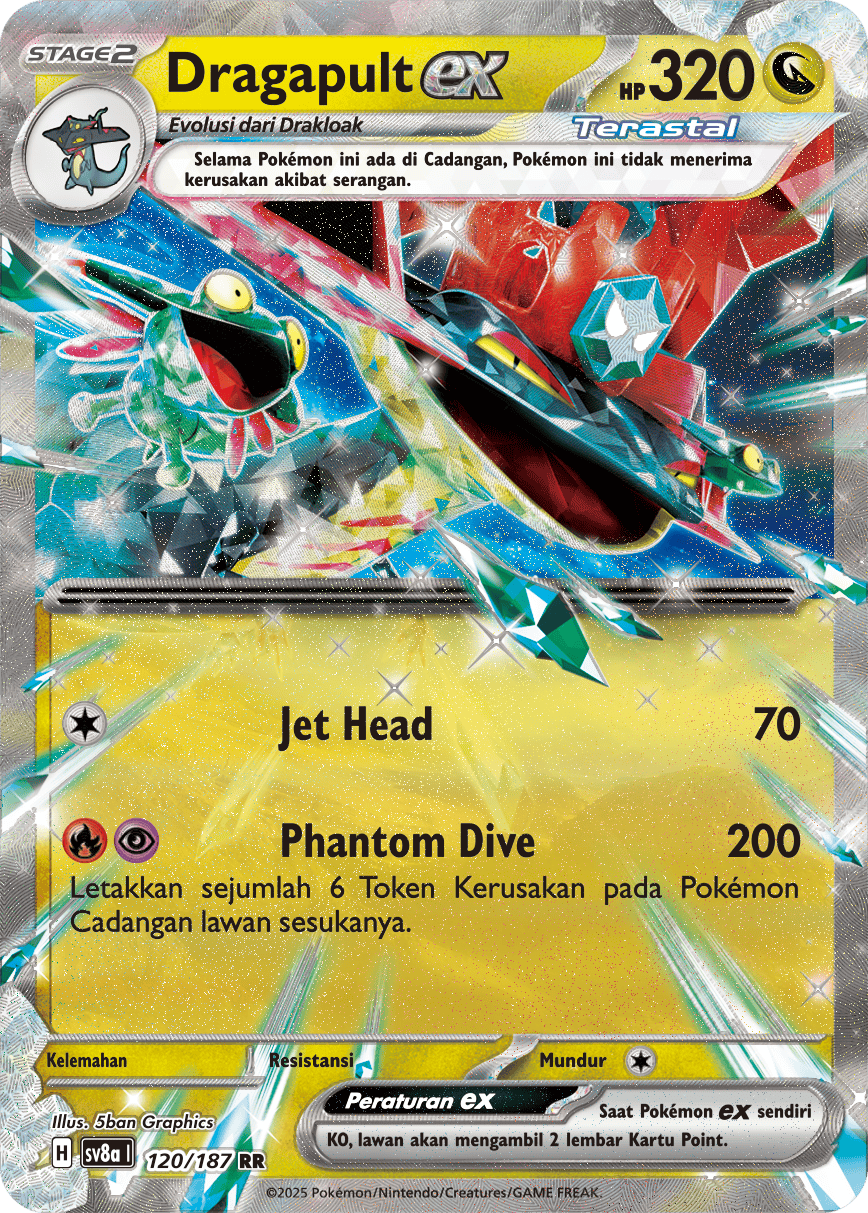 STAGE2
Dragapult ex
HP 320
Evolusi dari Drakloak
Terastal
Selama Pokémon ini ada di Cadangan, Pokémon ini tidak menerima
kerusakan akibat serangan.
Jet Head 70
Phantom Dive 200
Letakkan sejumlah 6 Token Kerusakan pada Pokémon
Cadangan lawan sesukanya.
Kelemahan Resistansi Mundur
Peraturan ex
Saat Pokémon ex sendiri
KO, lawan akan mengambil 2 lembar Kartu Point.
Illus. 5ban Graphics
H sv8a I 120/187 RR
©2025 Pokémon/Nintendo/Creatures/GAME FREAK.